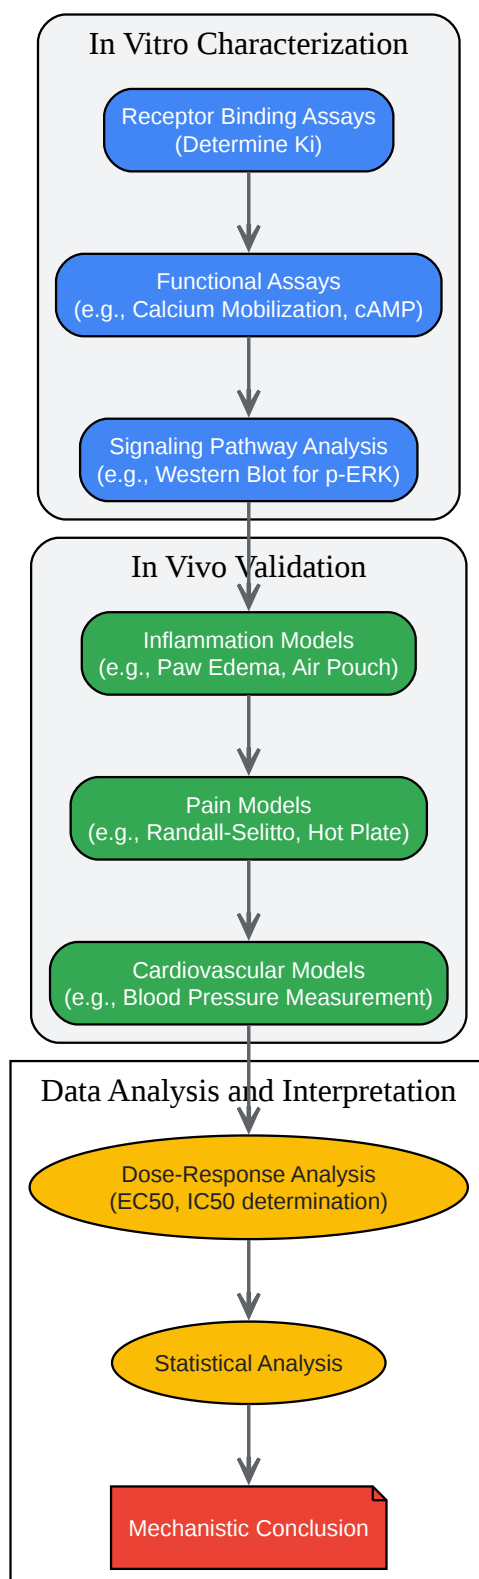 In Vitro Characterization
Receptor Binding Assays
(Determine Ki)
Functional Assays
(e.g., Calcium Mobilization, cAMP)
Signaling Pathway Analysis
(e.g., Western Blot for p-ERK)
In Vivo Validation
Inflammation Models
(e.g., Paw Edema, Air Pouch)
Pain Models
(e.g., Randall-Selitto, Hot Plate)
Cardiovascular Models
(e.g., Blood Pressure Measurement)
Data Analysis and Interpretation
Dose-Response Analysis
(EC50, IC50 determination)
Statistical Analysis
Mechanistic Conclusion